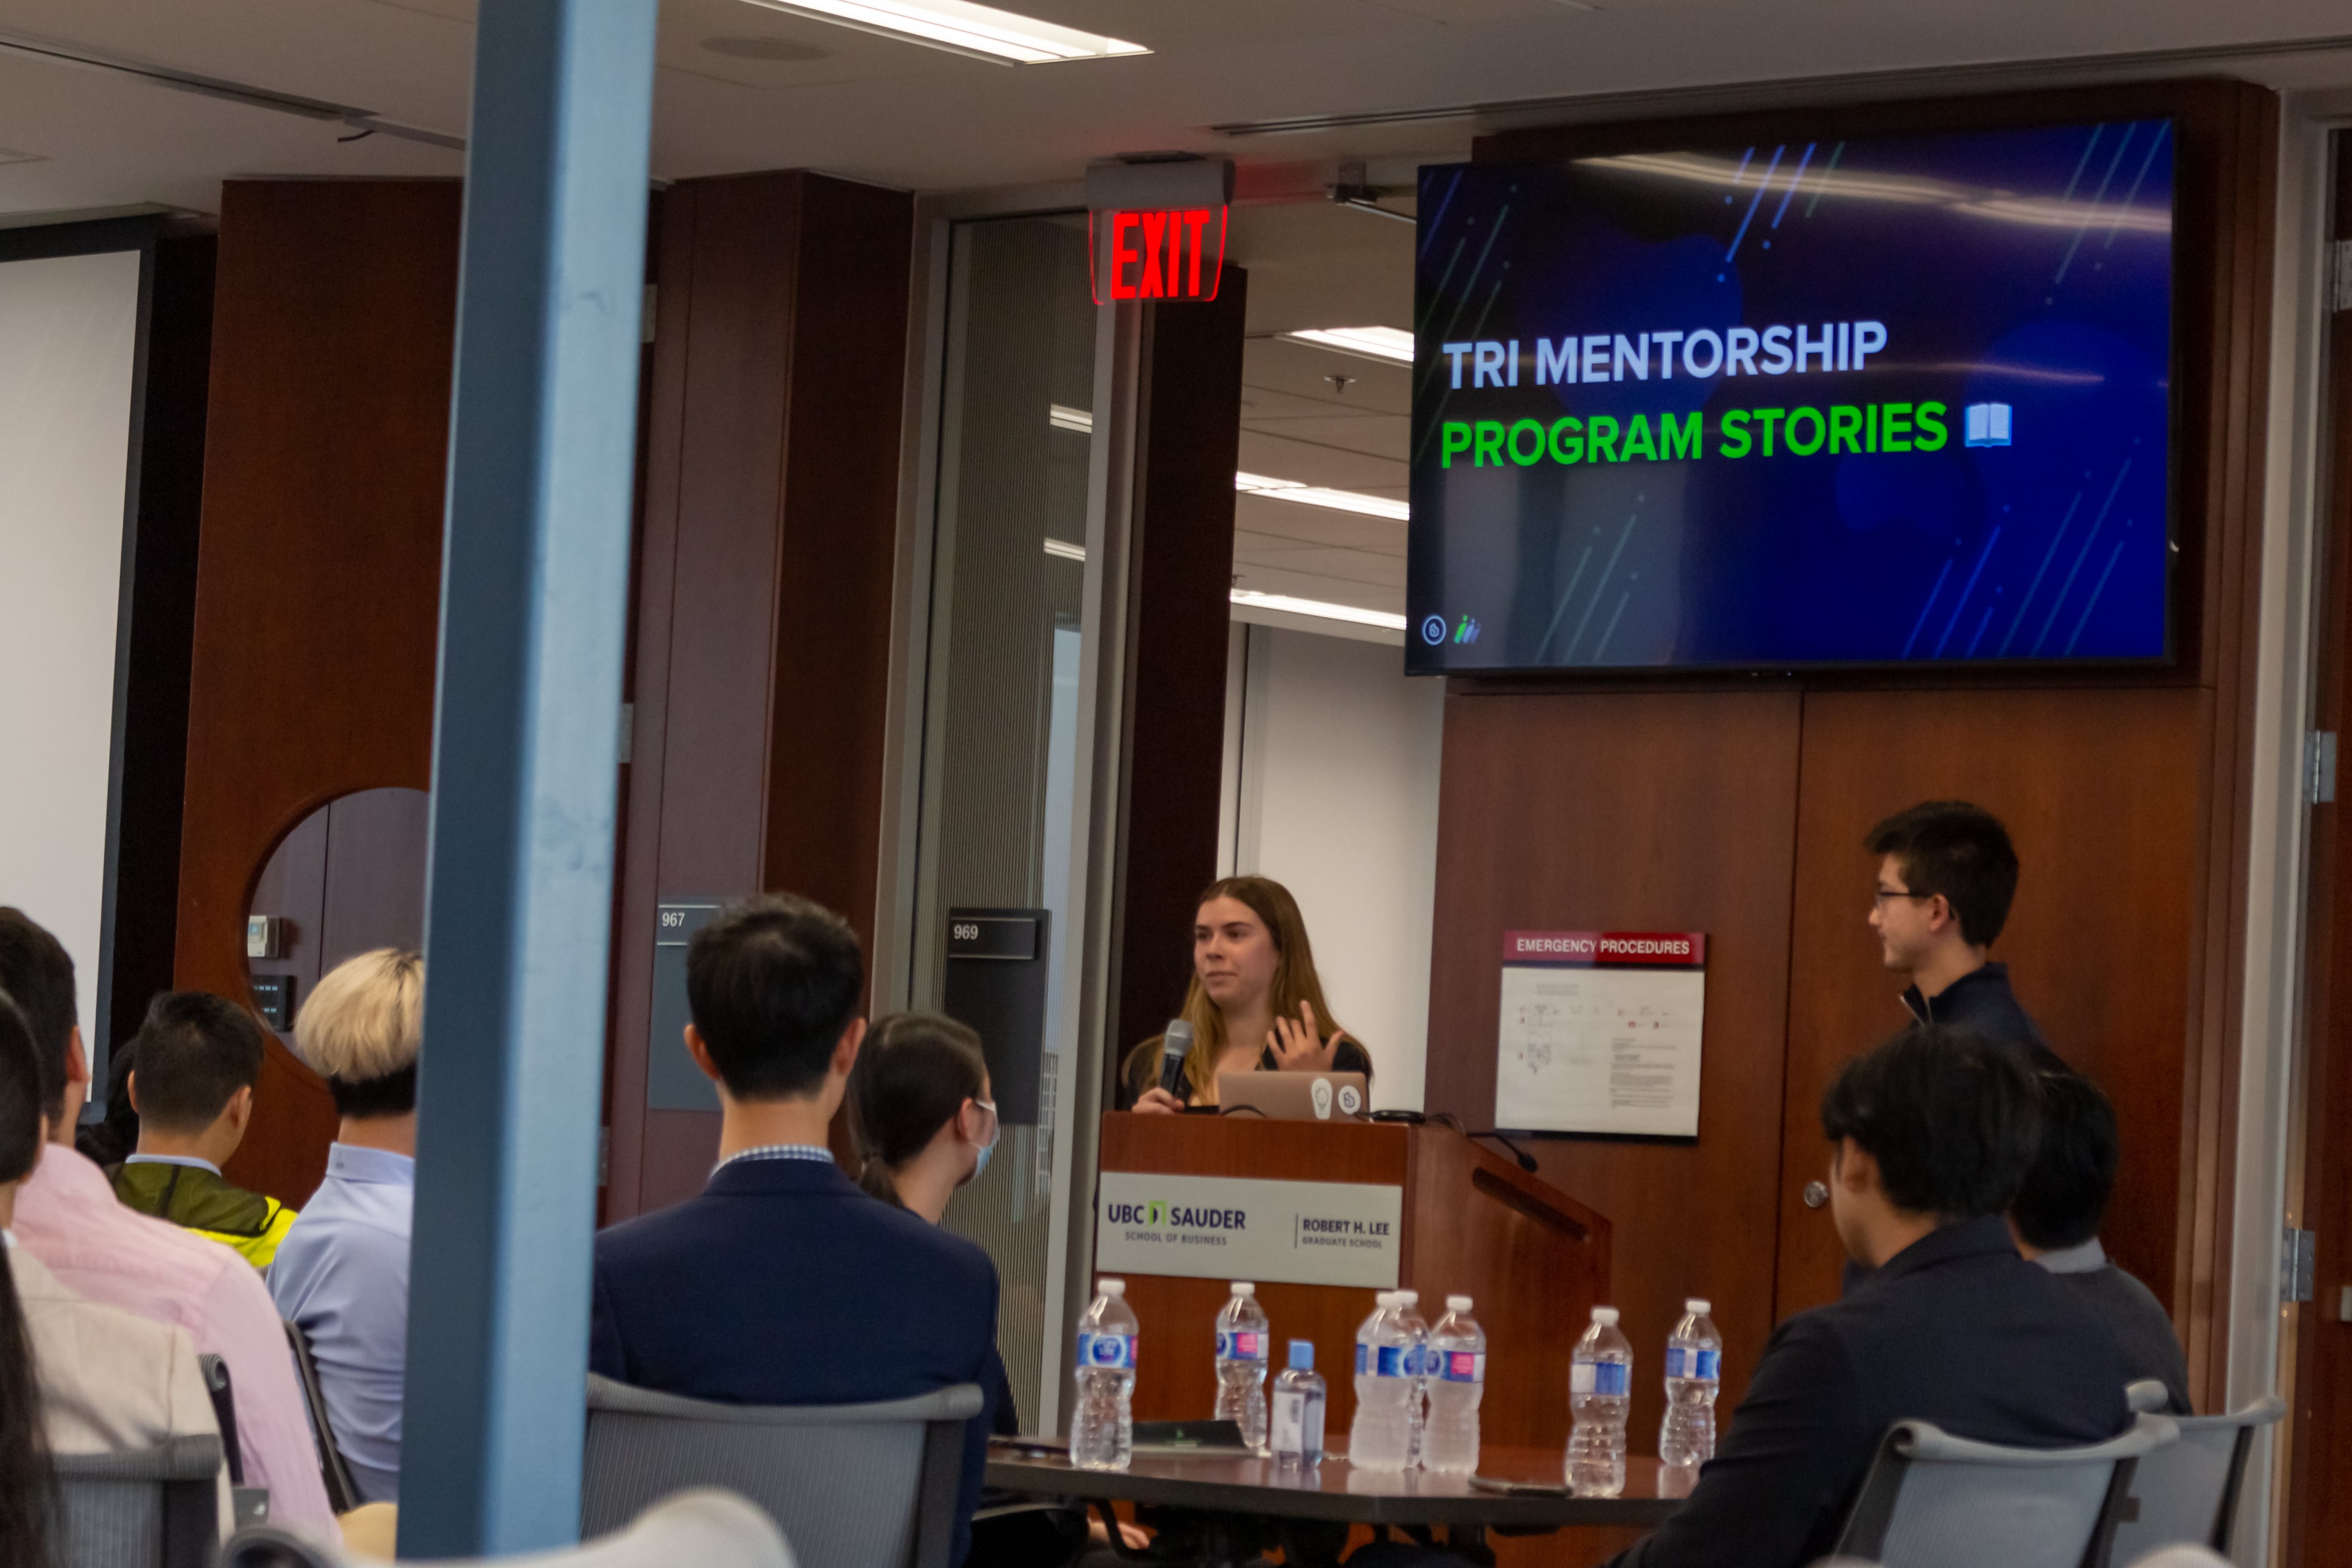 EXIT
TRI MENTORSHIP
PROGRAM STORIES
967
969
EMERGENCY PROCEDURES
UBC SAUDER
SCHOOL OF BUSINESS
ROBERT H. LEE
GRADUATE SCHOOL